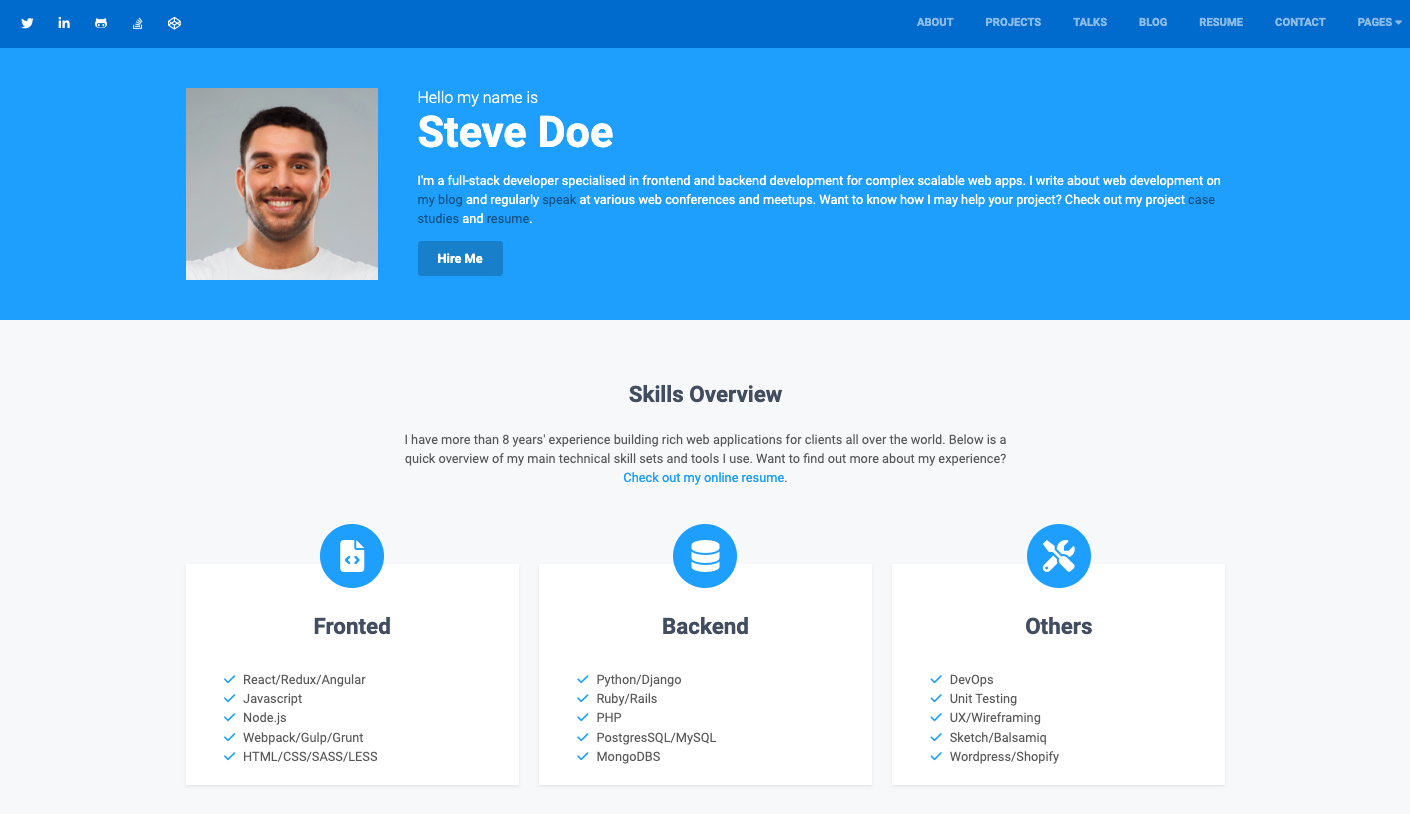 ABOUT PROJECTS TALKS BLOG RESUME CONTACT PAGES
Hello my name is
Steve Doe
I'm a full-stack developer specialised in frontend and backend development for complex scalable web apps. I write about web development on
my blog and regularly speak at various web conferences and meetups. Want to know how I may help your project? Check out my project case
studies and resume.
Hire Me
Skills Overview
I have more than 8 years' experience building rich web applications for clients all over the world. Below is a
quick overview of my main technical skill sets and tools I use. Want to find out more about my experience?
Check out my online resume.
Fronted
React/Redux/Angular
Javascript
Node.js
Webpack/Gulp/Grunt
HTML/CSS/SASS/LESS
Backend
Python/Django
Ruby/Rails
PHP
PostgresSQL/MySQL
MongoDBS
Others
DevOps
Unit Testing
UX/Wireframing
Sketch/Balsamiq
Wordpress/Shopify